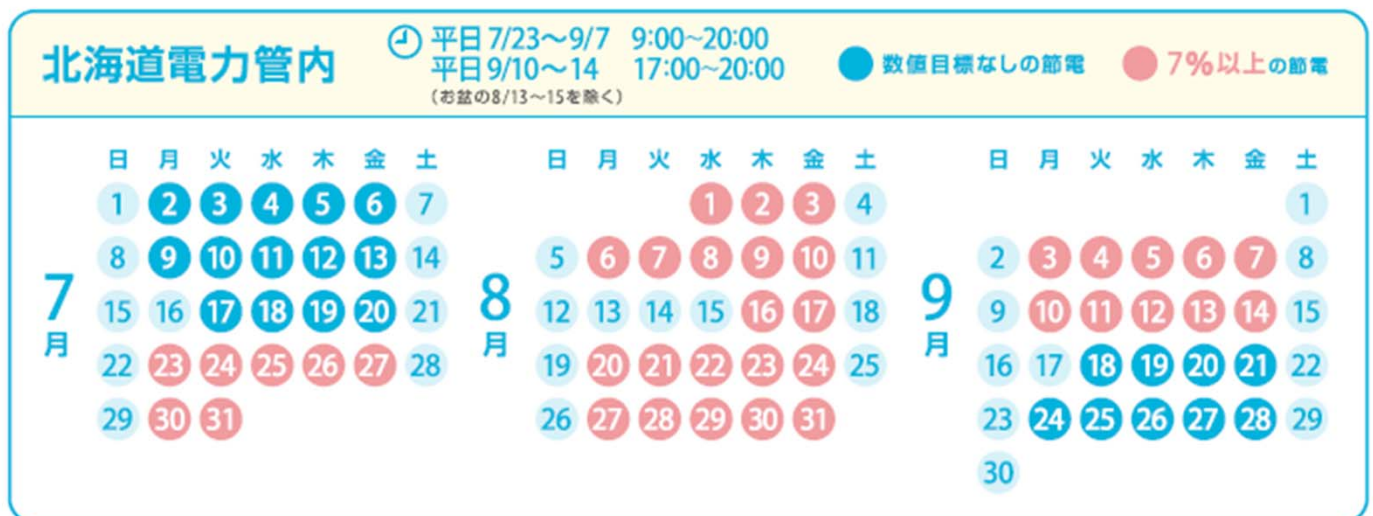 北海道電力管内
平日7/23～9/7 9:00~20:00
平日9/10～14 17:00~20:00
(お盆の8/13～15を除く)
数値目標なしの節電
7%以上の節電
7月
日 月 火 水 木 金 土
1 2 3 4 5 6 7
8 9 10 11 12 13 14
15 16 17 18 19 20 21
22 23 24 25 26 27 28
29 30 31
8月
日 月 火 水 木 金 土
1 2 3 4
5 6 7 8 9 10 11
12 13 14 15 16 17 18
19 20 21 22 23 24 25
26 27 28 29 30 31
9月
日 月 火 水 木 金 土
1
2 3 4 5 6 7 8
9 10 11 12 13 14 15
16 17 18 19 20 21 22
23 24 25 26 27 28 29
30